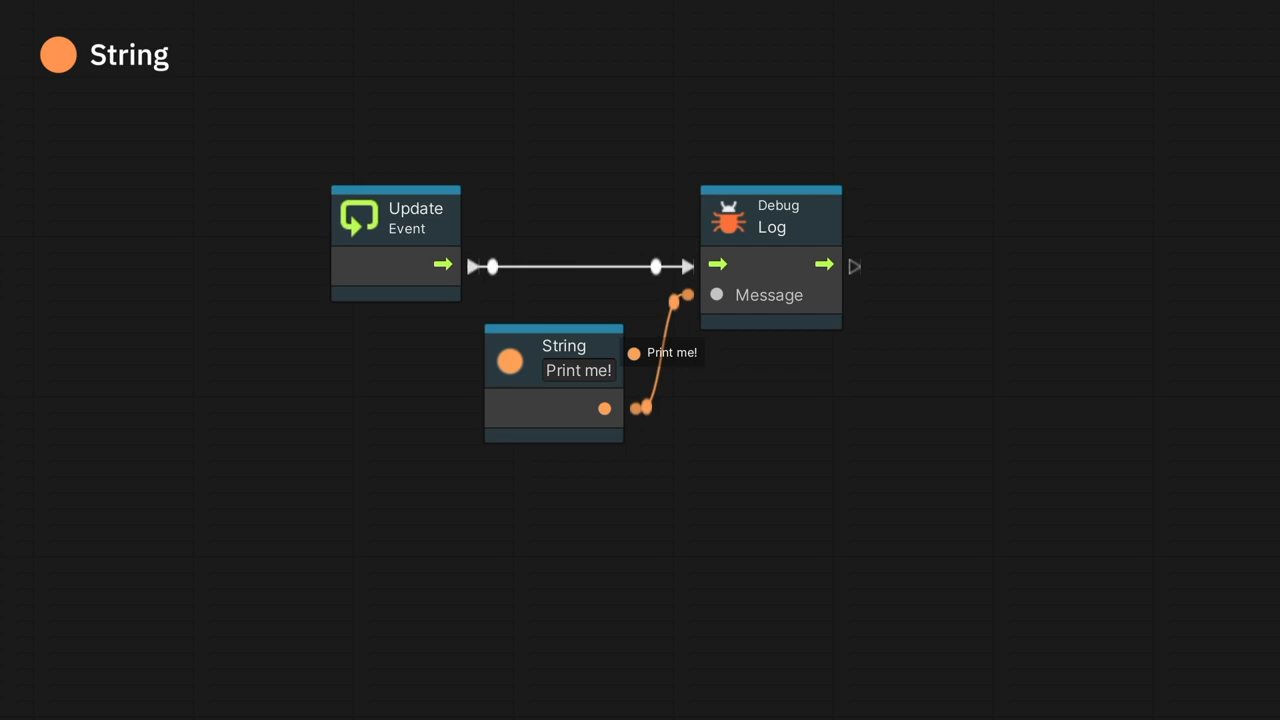 String
Update
Event
Debug
Log
Message
String
Print me!
Print me!